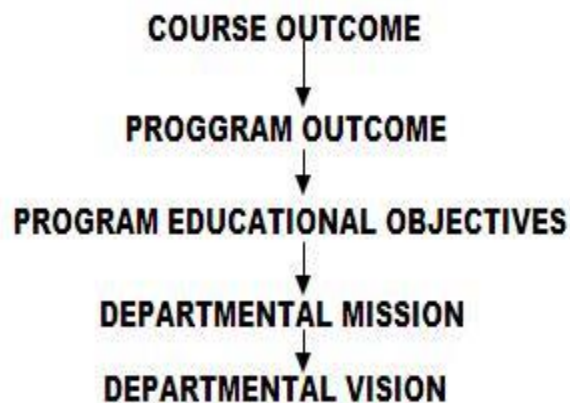 COURSE OUTCOME
PROGGRAM OUTCOME
PROGRAM EDUCATIONAL OBJECTIVES
DEPARTMENTAL MISSION
DEPARTMENTAL VISION